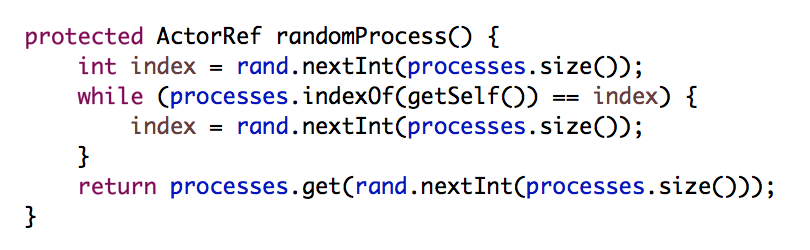 protected ActorRef randomProcess() {
    int index = rand.nextInt(processes.size());
    while (processes.indexOf(getSelf()) == index) {
        index = rand.nextInt(processes.size());
    }
    return processes.get(rand.nextInt(processes.size()));
}